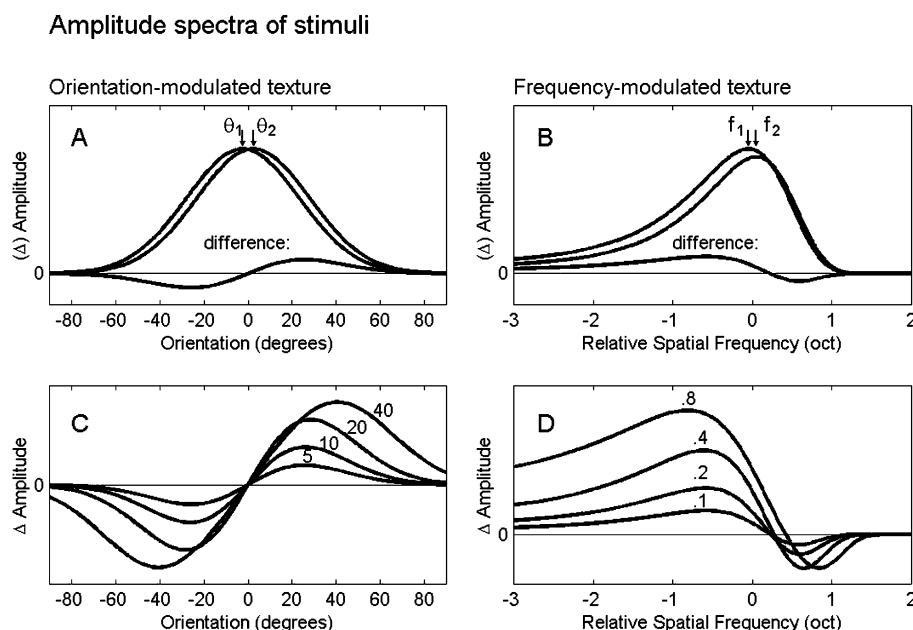 Amplitude spectra of stimuli
Orientation-modulated texture
A
θ1 θ2
difference:
(Δ) Amplitude
0
-80 -60 -40 -20 0 20 40 60 80
Orientation (degrees)
Frequency-modulated texture
B
f1 f2
difference:
(Δ) Amplitude
0
-3 -2 -1 0 1 2
Relative Spatial Frequency (oct)
C
40
20
10
5
Δ Amplitude
0
-80 -60 -40 -20 0 20 40 60 80
Orientation (degrees)
D
.8
.4
.2
.1
Δ Amplitude
0
-3 -2 -1 0 1 2
Relative Spatial Frequency (oct)